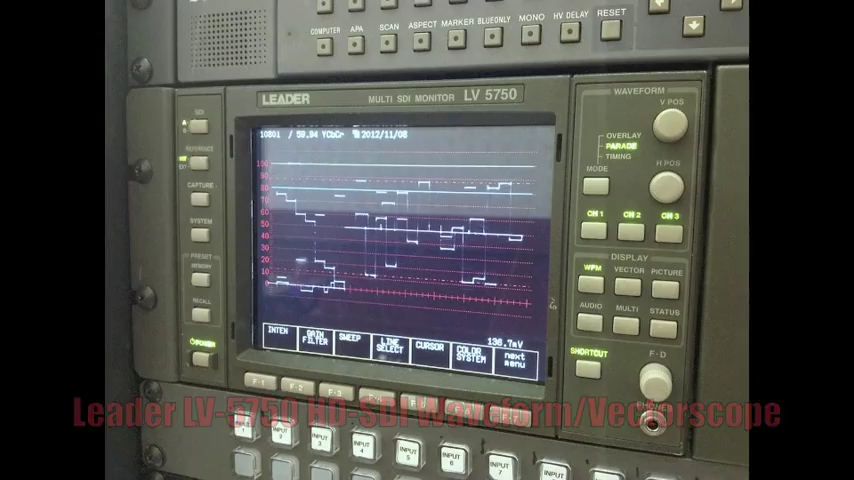 COMPUTER APA SCAN ASPECT MARKER BLUEONLY MONO HV DELAY RESET
LEADER MULTI SDI MONITOR LV 5750
1080I / 59.94 YCbCr 2012/11/08
100
90
80
70
60
50
40
30
20
10
0
136.7mV
INTEN
GAIN FILTER
SWEEP
LINE SELECT
CURSOR
COLOR SYSTEM
next menu
SDI
REFERENCE
CAPTURE
SYSTEM
PRESET
MEMORY
RECALL
POWER
WAVEFORM
V POS
OVERLAY
PARADE
TIMING
MODE
H POS
CH 1 CH 2 CH 3
DISPLAY
WFM VECTOR PICTURE
AUDIO MULTI STATUS
SHORTCUT
F·D
F·1 F·2 F·3
Leader LV-5750 HD-SDI Waveform/Vectorscope
INPUT 1
INPUT 2
INPUT 3
INPUT 4
INPUT 5
INPUT 6
INPUT 7
INPUT